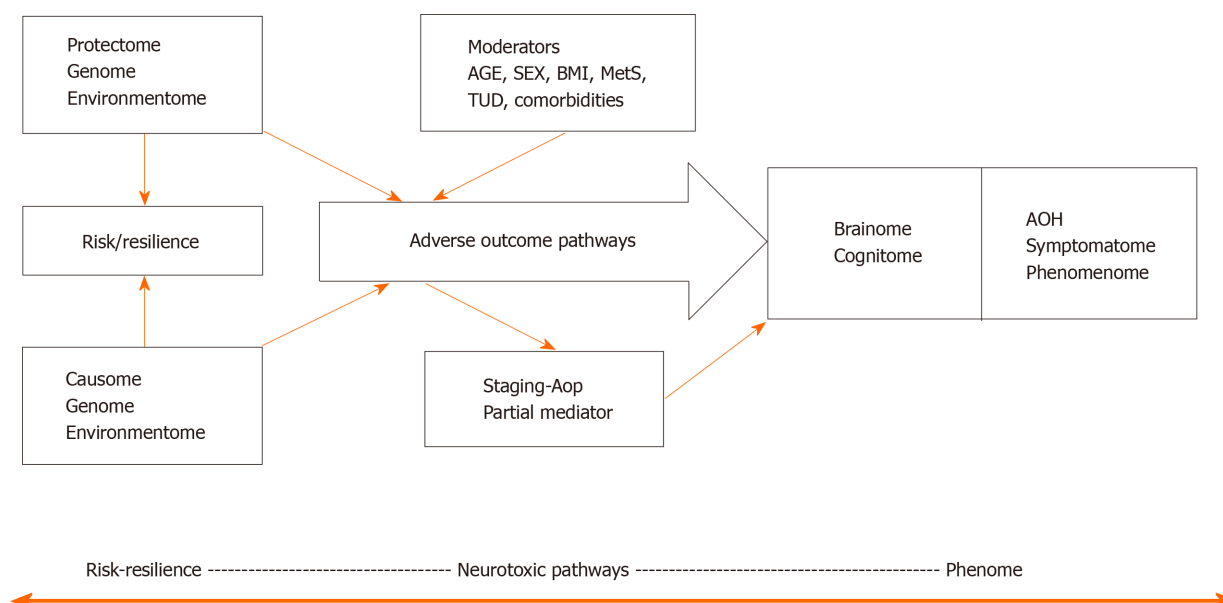 Protectome
Genome
Environmentome
Moderators
AGE, SEX, BMI, MetS,
TUD, comorbidities
Risk/resilience
Adverse outcome pathways
Brainome
Cognitome
AOH
Symptomatome
Phenomenome
Causome
Genome
Environmentome
Staging-Aop
Partial mediator
Risk-resilience ----------------------------- Neurotoxic pathways ------------------------------------ Phenome